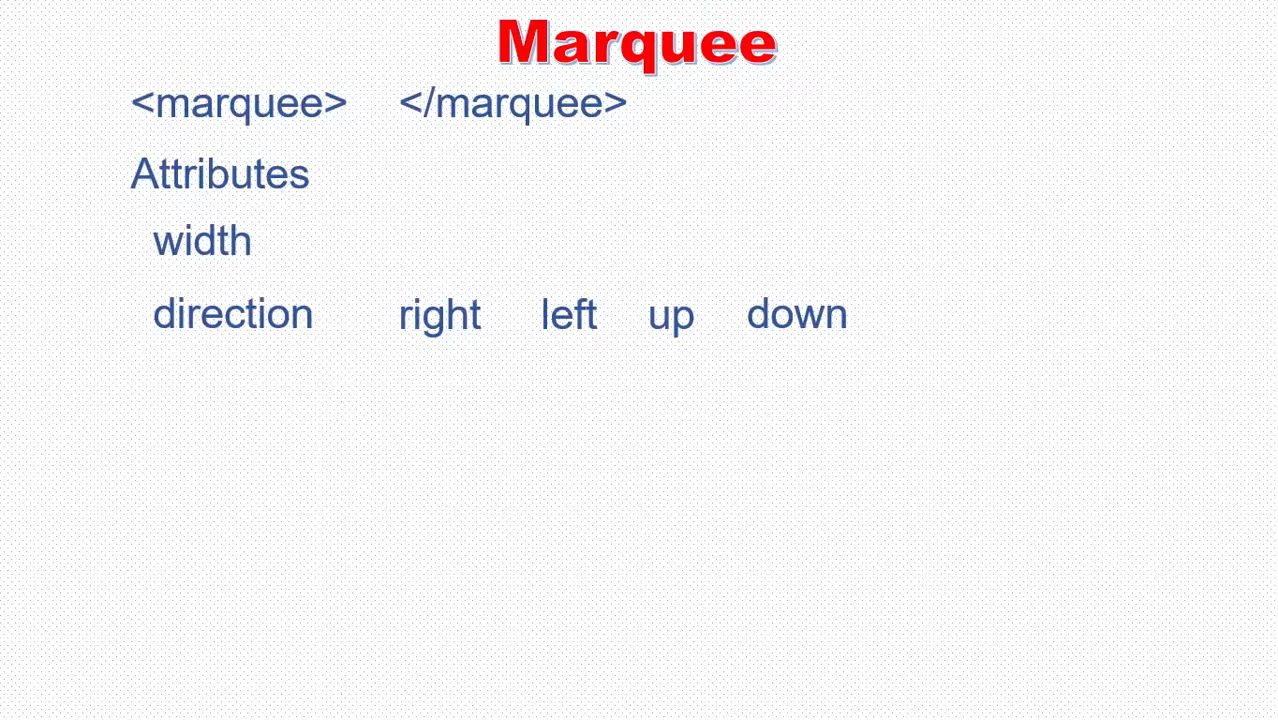 Marquee
<marquee> </marquee>
Attributes
width
direction right left up down